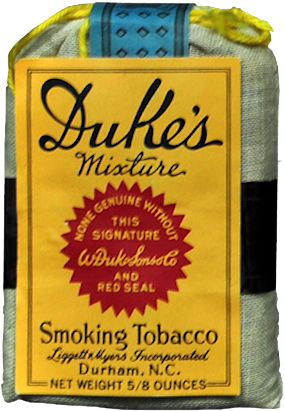 Duke's
Mixture
NONE GENUINE WITHOUT
THIS
SIGNATURE
W. Duke Sons & Co
AND
RED SEAL
Smoking Tobacco
Liggett & Myers Incorporated
Durham, N.C.
NET WEIGHT 5/8 OUNCES